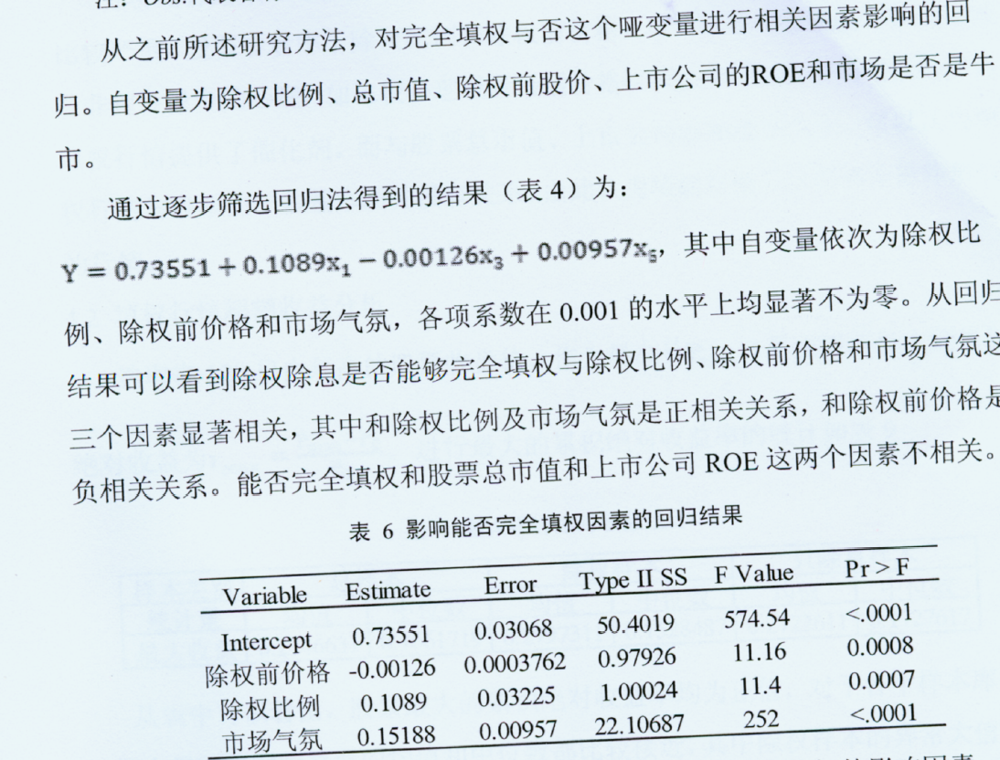 从之前所述研究方法，对完全填权与否这个哑变量进行相关因素影响的回
归。自变量为除权比例、总市值、除权前股价、上市公司的ROE和市场是否是牛
市。
通过逐步筛选回归法得到的结果（表 4）为：
Y = 0.73551 + 0.1089x₁ − 0.00126x₃ + 0.00957x₅，其中自变量依次为除权比
例、除权前价格和市场气氛，各项系数在 0.001 的水平上均显著不为零。从回归
结果可以看到除权除息是否能够完全填权与除权比例、除权前价格和市场气氛这
三个因素显著相关，其中和除权比例及市场气氛是正相关关系，和除权前价格是
负相关关系。能否完全填权和股票总市值和上市公司 ROE 这两个因素不相关。
表 6 影响能否完全填权因素的回归结果
Variable Estimate Error Type II SS F Value Pr > F
Intercept 0.73551 0.03068 50.4019 574.54 <.0001
除权前价格 -0.00126 0.0003762 0.97926 11.16 0.0008
除权比例 0.1089 0.03225 1.00024 11.4 0.0007
市场气氛 0.15188 0.00957 22.10687 252 <.0001